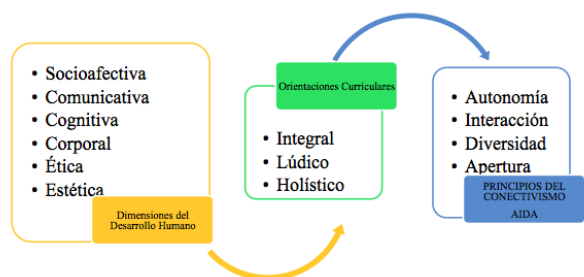 • Socioafectiva
• Comunicativa
• Cognitiva
• Corporal
• Ética
• Estética
Dimensiones del
Desarrollo Humano
Orientaciones Curriculares
• Integral
• Lúdico
• Holístico
• Autonomía
• Interacción
• Diversidad
• Apertura
PRINCIPIOS DEL
CONECTIVISMO
AIDA